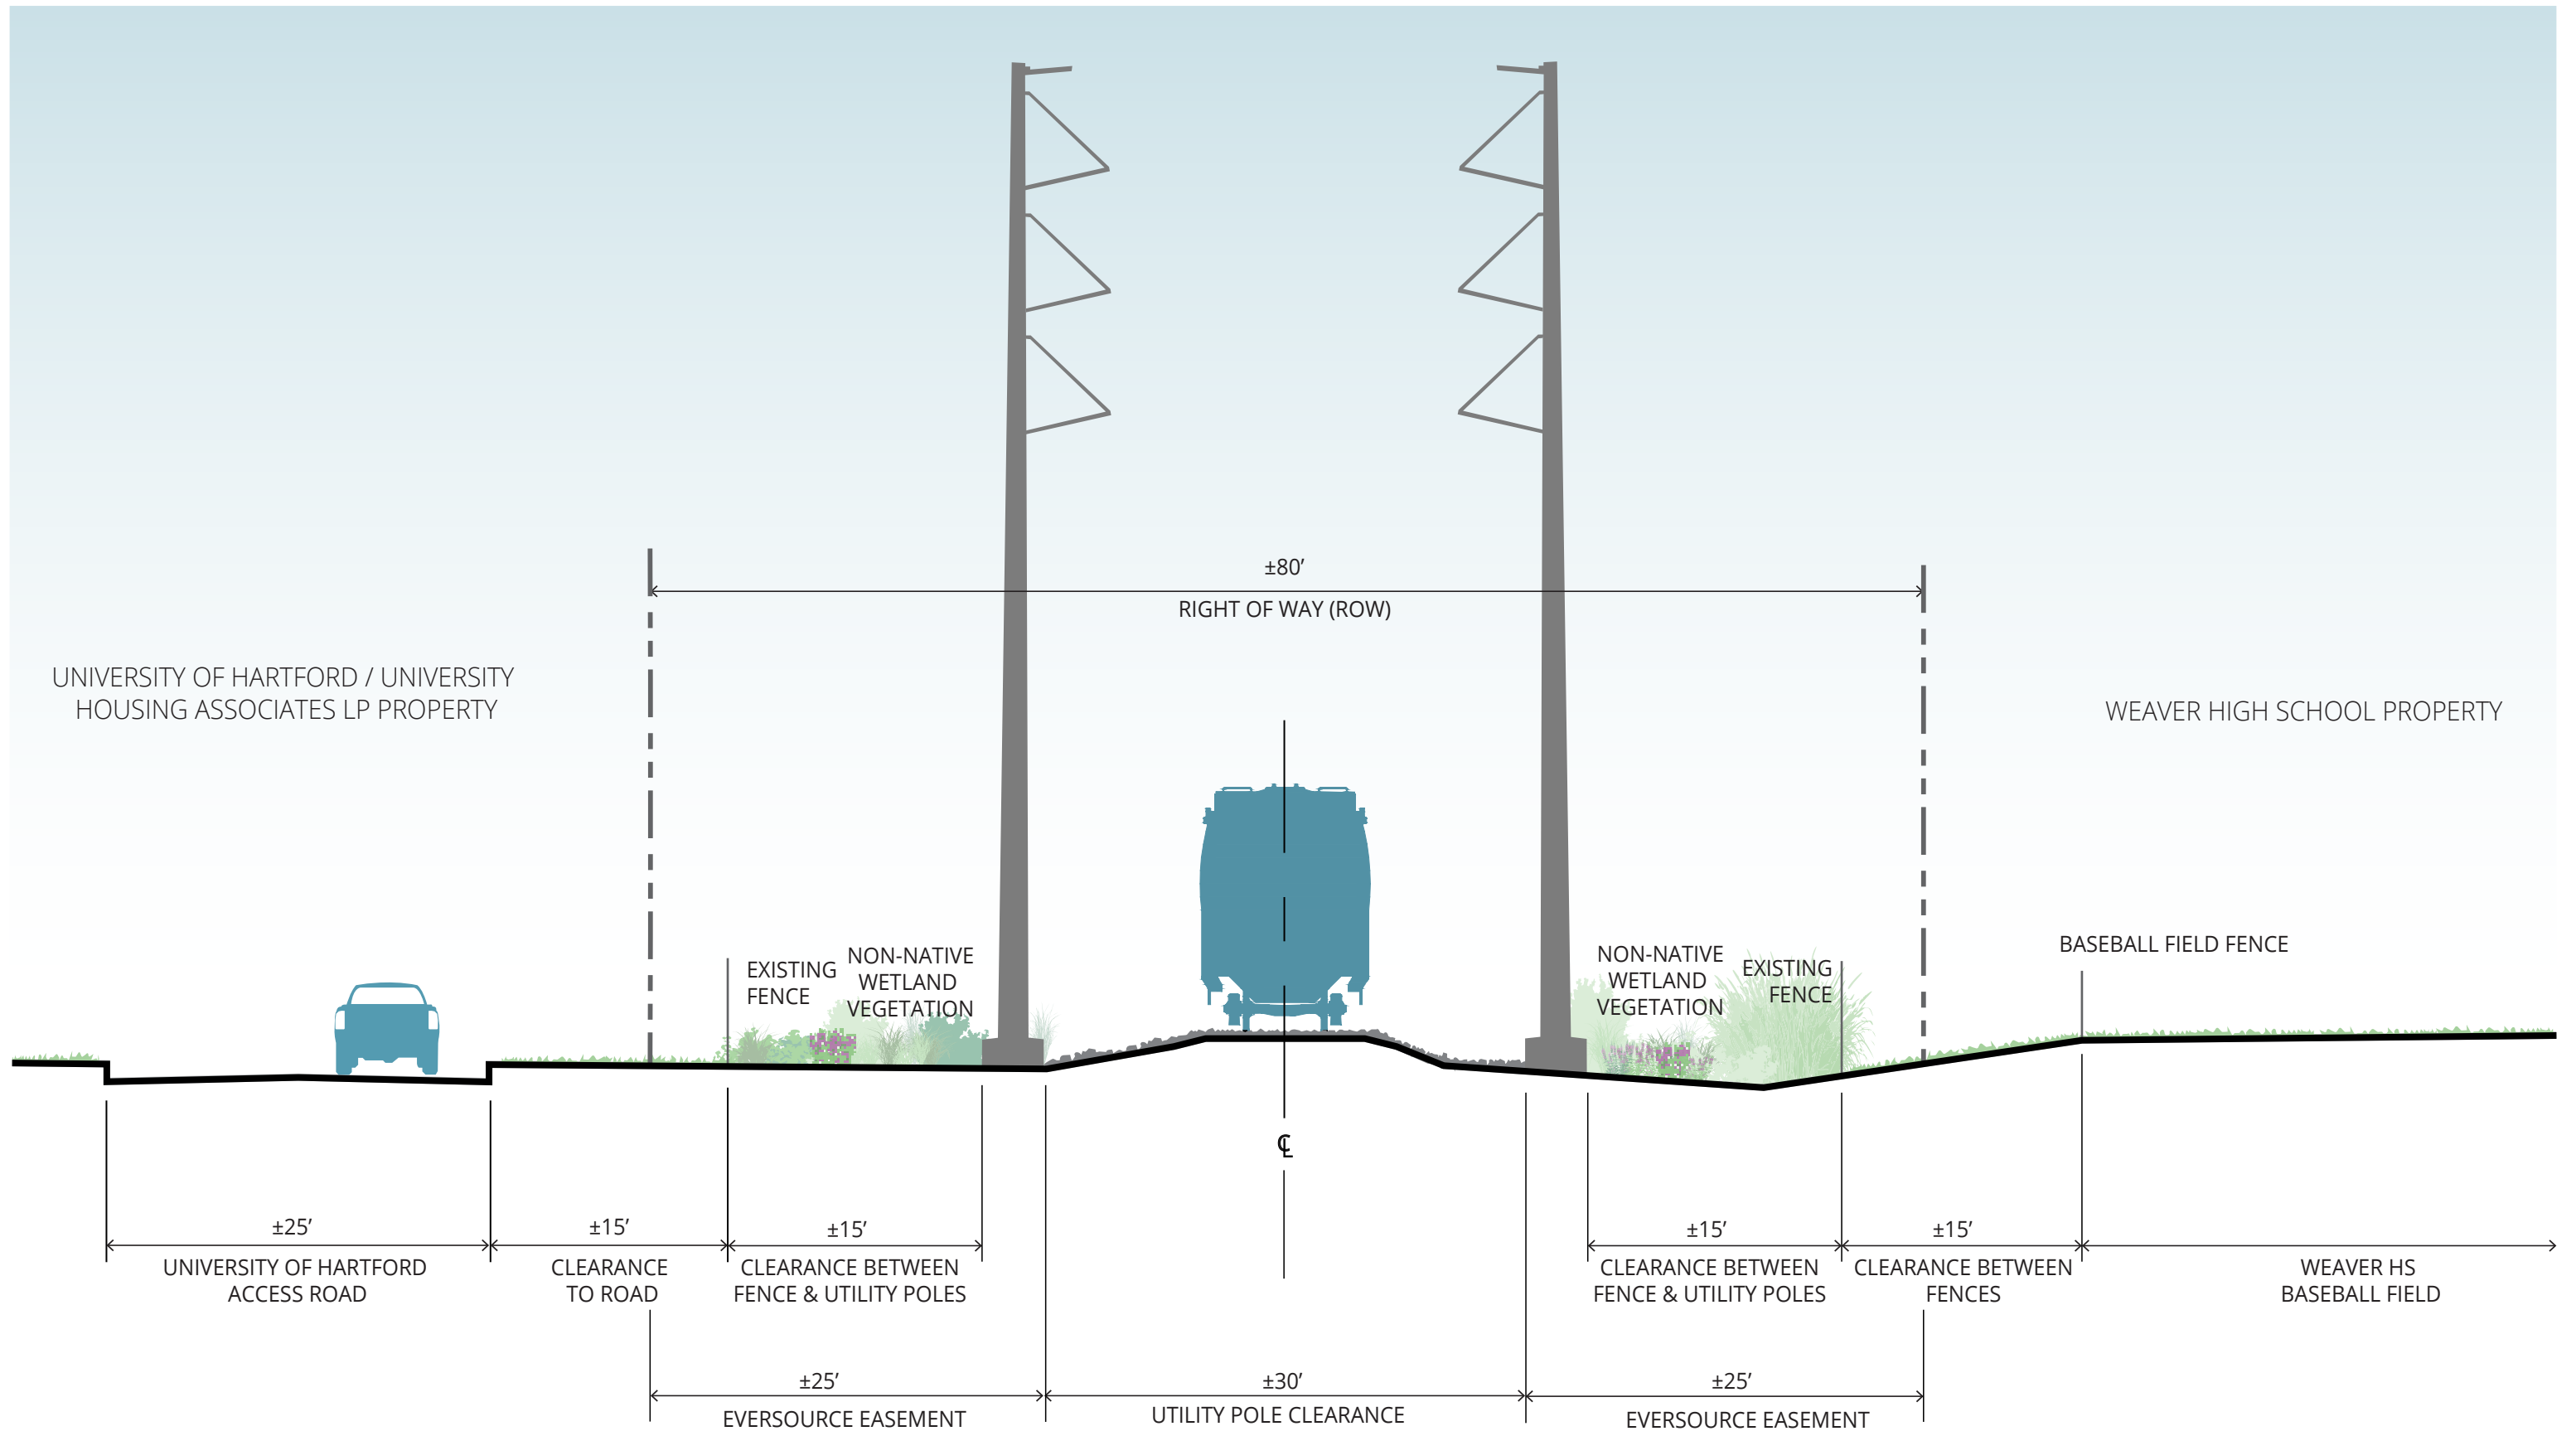 ±80’
RIGHT OF WAY (ROW)
UNIVERSITY OF HARTFORD / UNIVERSITY
HOUSING ASSOCIATES LP PROPERTY
WEAVER HIGH SCHOOL PROPERTY
EXISTING
FENCE
NON-NATIVE
WETLAND
VEGETATION
NON-NATIVE
WETLAND
VEGETATION
EXISTING
FENCE
BASEBALL FIELD FENCE
℄
±25’
UNIVERSITY OF HARTFORD
ACCESS ROAD
±15’
CLEARANCE
TO ROAD
±15’
CLEARANCE BETWEEN
FENCE & UTILITY POLES
±15’
CLEARANCE BETWEEN
FENCE & UTILITY POLES
±15’
CLEARANCE BETWEEN
FENCES
WEAVER HS
BASEBALL FIELD
±25’
EVERSOURCE EASEMENT
±30’
UTILITY POLE CLEARANCE
±25’
EVERSOURCE EASEMENT